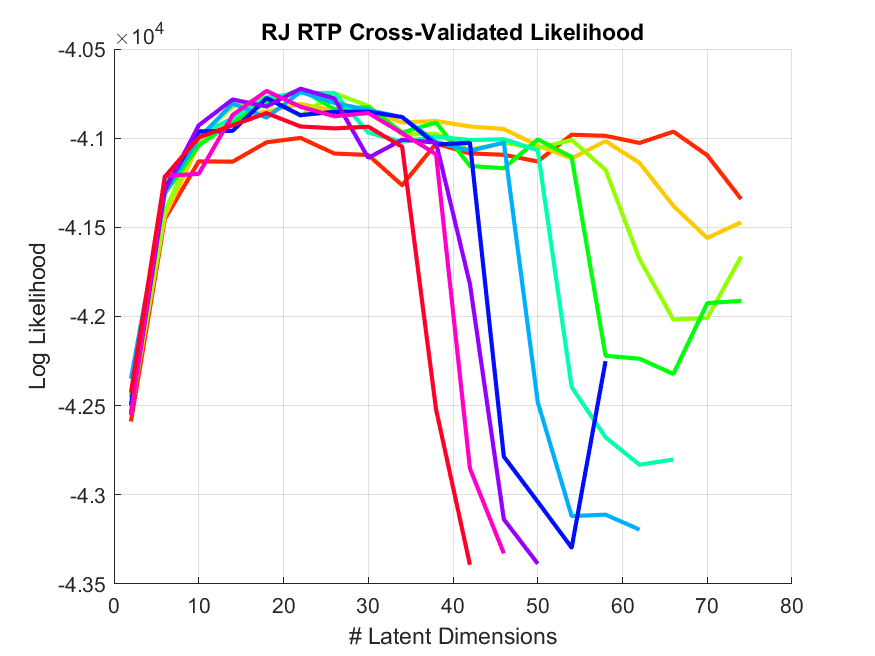 RJ RTP Cross-Validated Likelihood
×10⁴
-4.05
-4.1
-4.15
-4.2
-4.25
-4.3
-4.35
Log Likelihood
0 10 20 30 40 50 60 70 80
# Latent Dimensions